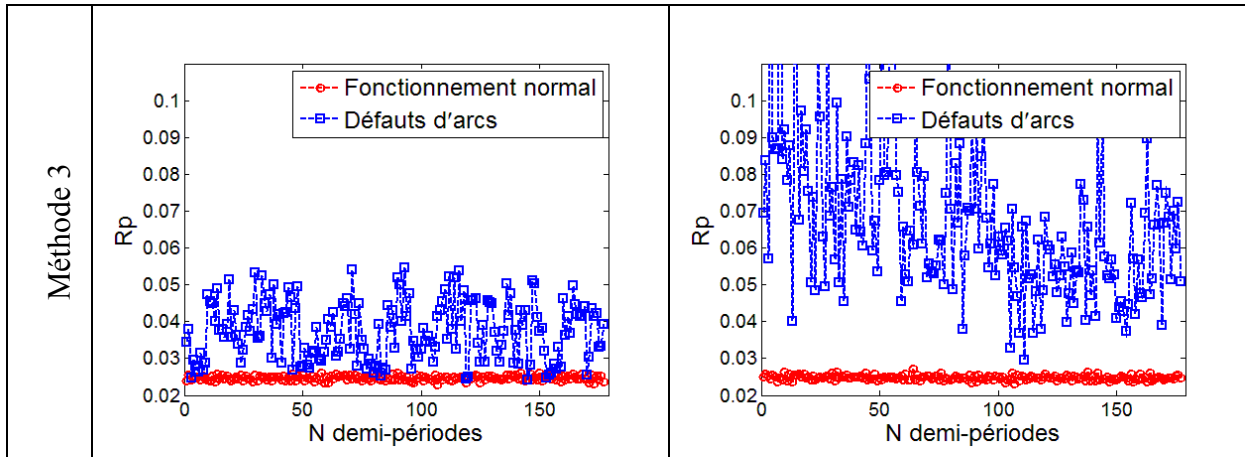 Méthode 3
Fonctionnement normal
Défauts d'arcs
0.1
0.09
0.08
0.07
0.06
0.05
0.04
0.03
0.02
Rp
0
50
100
150
N demi-périodes
Fonctionnement normal
Défauts d'arcs
0.1
0.09
0.08
0.07
0.06
0.05
0.04
0.03
0.02
Rp
0
50
100
150
N demi-périodes